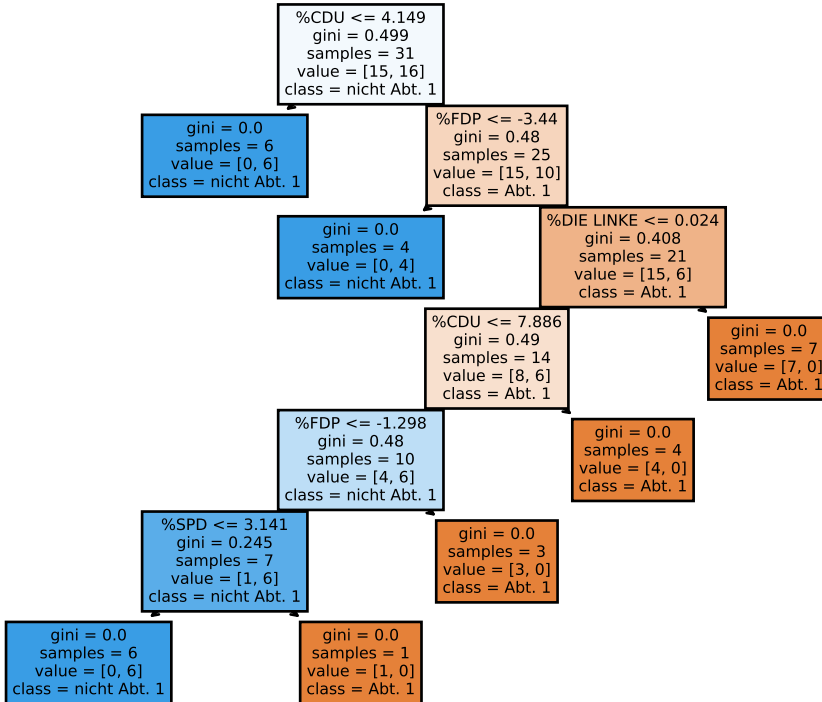 %CDU <= 4.149
gini = 0.499
samples = 31
value = [15, 16]
class = nicht Abt. 1
gini = 0.0
samples = 6
value = [0, 6]
class = nicht Abt. 1
%FDP <= -3.44
gini = 0.48
samples = 25
value = [15, 10]
class = Abt. 1
gini = 0.0
samples = 4
value = [0, 4]
class = nicht Abt. 1
%DIE LINKE <= 0.024
gini = 0.408
samples = 21
value = [15, 6]
class = Abt. 1
%CDU <= 7.886
gini = 0.49
samples = 14
value = [8, 6]
class = Abt. 1
gini = 0.0
samples = 7
value = [7, 0]
class = Abt. 1
%FDP <= -1.298
gini = 0.48
samples = 10
value = [4, 6]
class = nicht Abt. 1
gini = 0.0
samples = 4
value = [4, 0]
class = Abt. 1
%SPD <= 3.141
gini = 0.245
samples = 7
value = [1, 6]
class = nicht Abt. 1
gini = 0.0
samples = 3
value = [3, 0]
class = Abt. 1
gini = 0.0
samples = 6
value = [0, 6]
class = nicht Abt. 1
gini = 0.0
samples = 1
value = [1, 0]
class = Abt. 1